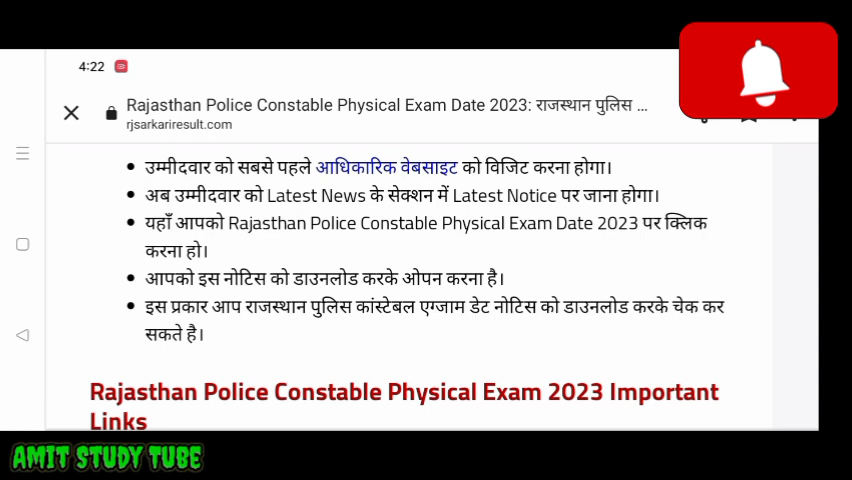 4:22
Rajasthan Police Constable Physical Exam Date 2023: राजस्थान पुलिस ...
rjsarkariresult.com
• उम्मीदवार को सबसे पहले आधिकारिक वेबसाइट को विजिट करना होगा।
• अब उम्मीदवार को Latest News के सेक्शन में Latest Notice पर जाना होगा।
• यहाँ आपको Rajasthan Police Constable Physical Exam Date 2023 पर क्लिक
करना हो।
• आपको इस नोटिस को डाउनलोड करके ओपन करना है।
• इस प्रकार आप राजस्थान पुलिस कांस्टेबल एग्जाम डेट नोटिस को डाउनलोड करके चेक कर
सकते है।
Rajasthan Police Constable Physical Exam 2023 Important
Links
AMIT STUDY TUBE